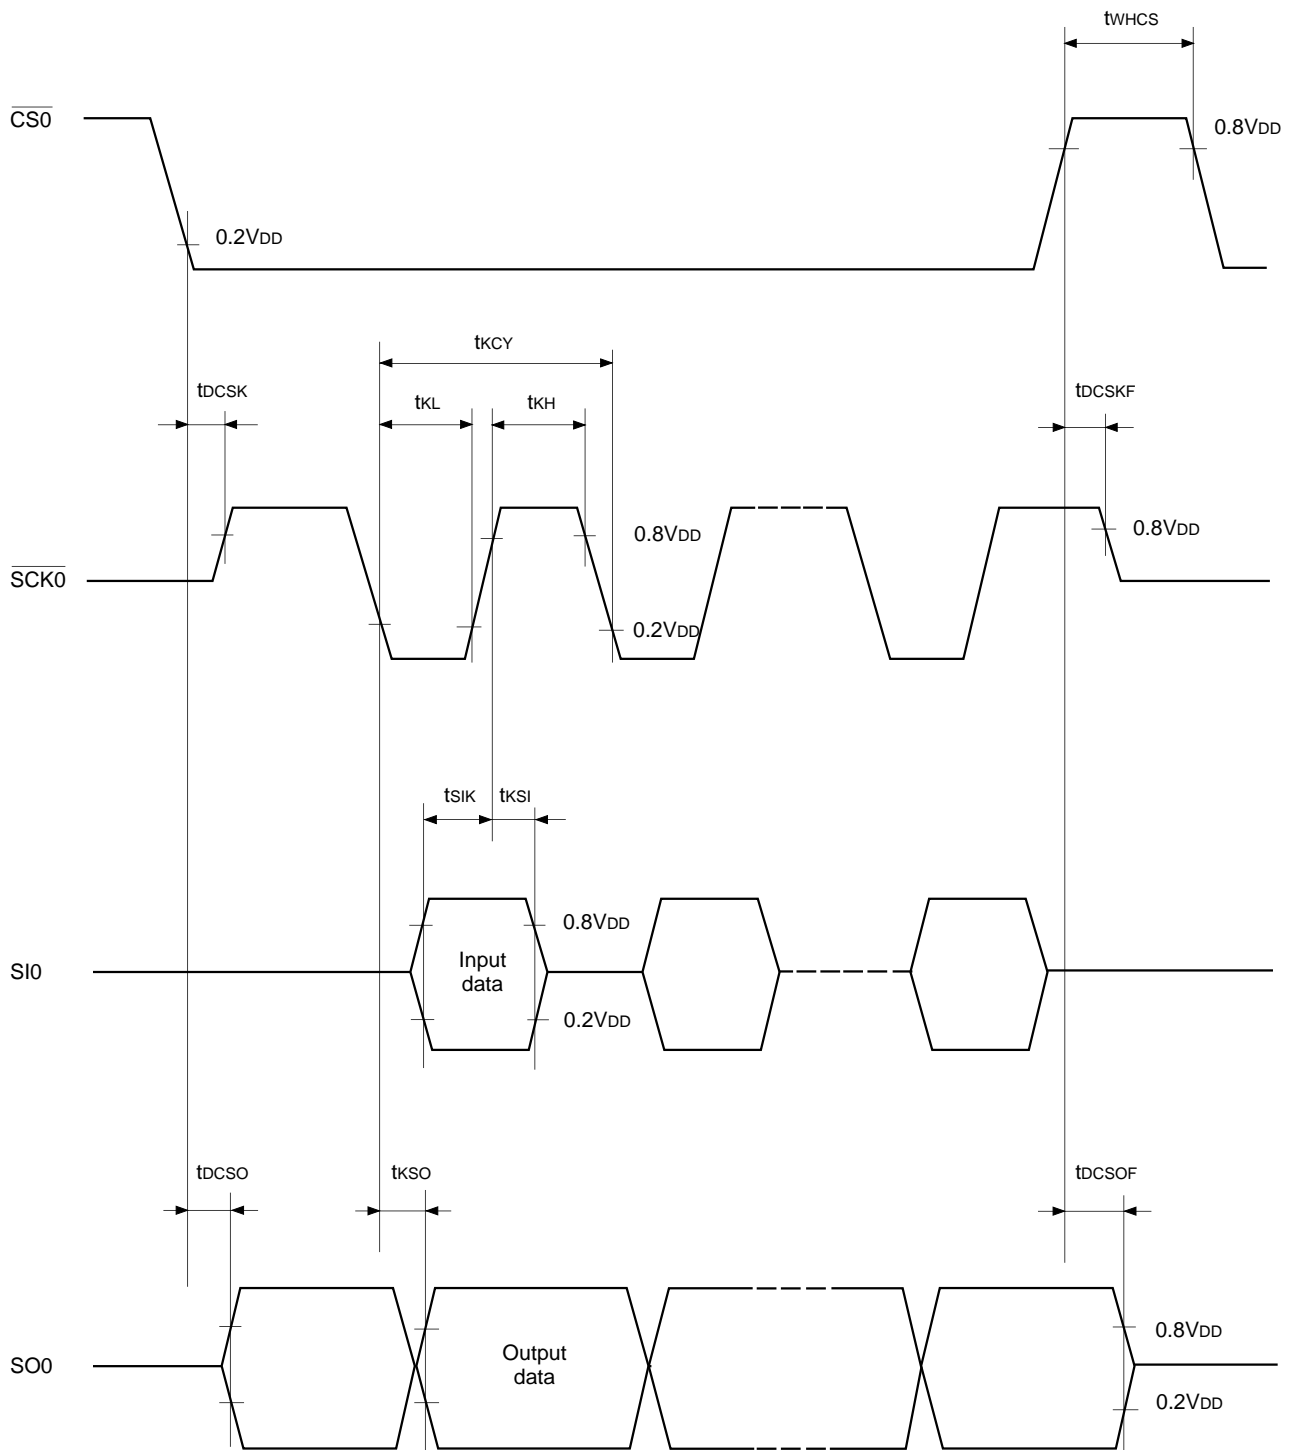 tWHCS
CS0
0.8VDD
0.2VDD
tKCY
tDCSK
tKL
tKH
tDCSKF
0.8VDD
0.8VDD
SCK0
0.2VDD
tSIK
tKSI
0.8VDD
Input
data
SI0
0.2VDD
tDCSO
tKSO
tDCSOF
0.8VDD
Output
data
SO0
0.2VDD